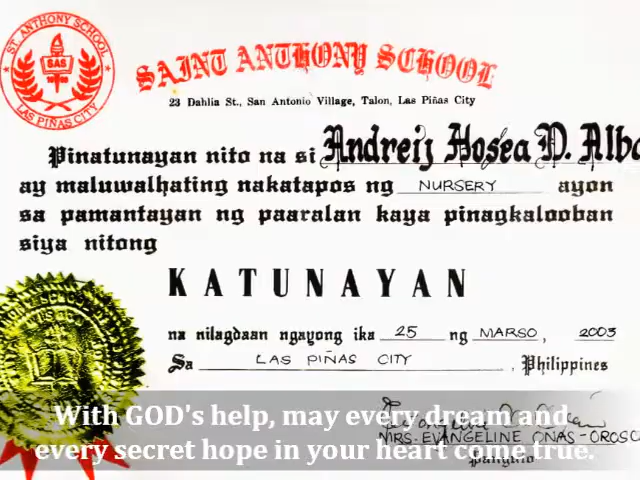 ST. ANTHONY SCHOOL
SAS
LAS PIÑAS CITY
SAINT ANTHONY SCHOOL
23 Dahlia St., San Antonio Village, Talon, Las Piñas City
Pinatunayan nito na si Andreij Hosea D. Alba
ay maluwalhating nakatapos ng NURSERY ayon
sa pamantayan ng paaralan kaya pinagkalooban
siya nitong
KATUNAYAN
na nilagdaan ngayong ika 25 ng MARSO, 2003
Sa LAS PIÑAS CITY, Philippines
MRS. EVANGELINE ONAS-OROSC
With GOD's help, may every dream and
every secret hope in your heart come true.